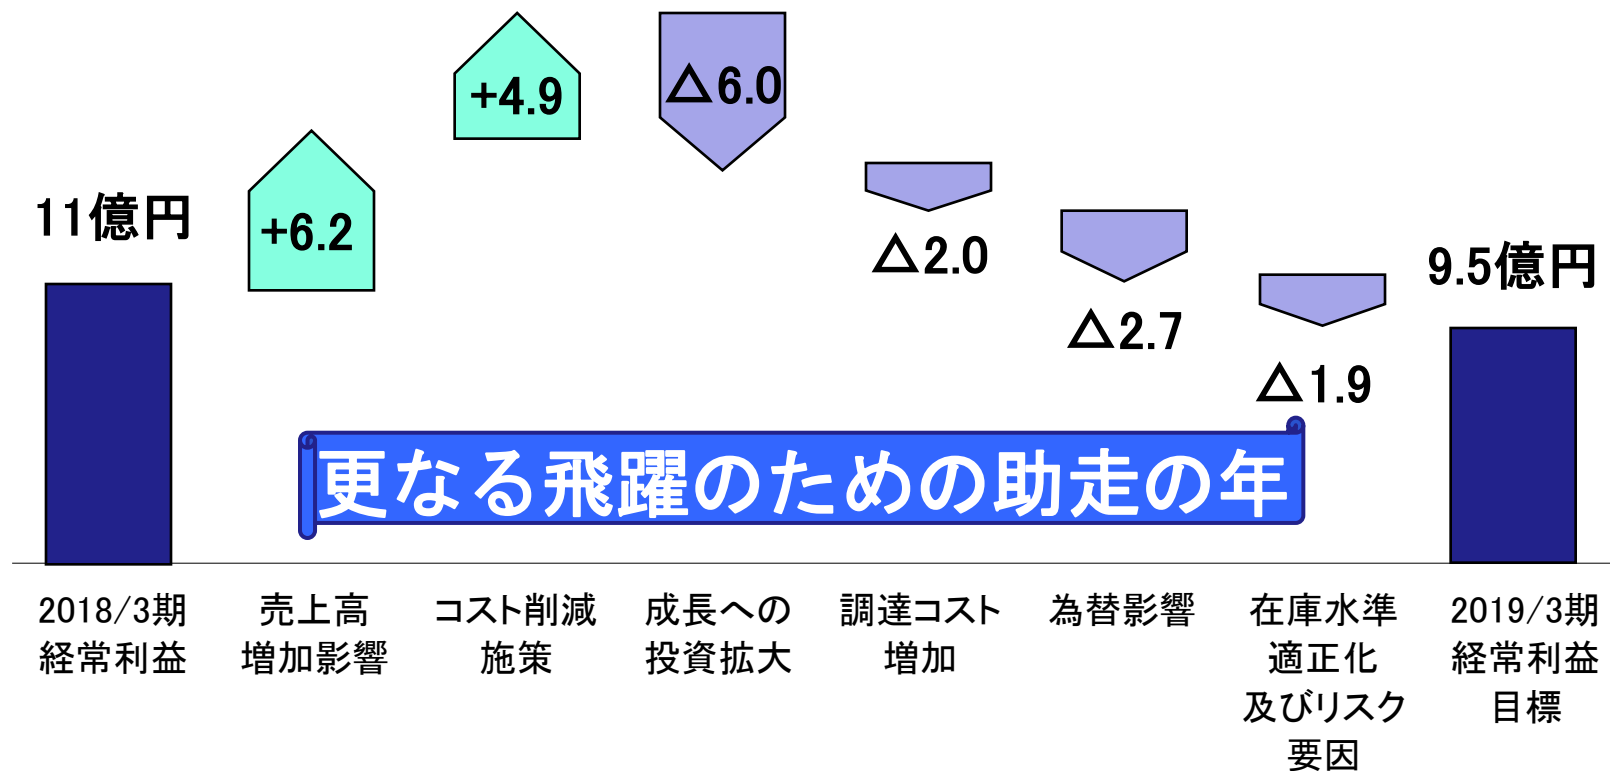 +4.9
△6.0
+6.2
11億円
△2.0
9.5億円
△2.7
△1.9
更なる飛躍のための助走の年
2018/3期
経常利益
売上高
増加影響
コスト削減
施策
成長への
投資拡大
調達コスト
増加
為替影響
在庫水準
適正化
及びリスク
要因
2019/3期
経常利益
目標